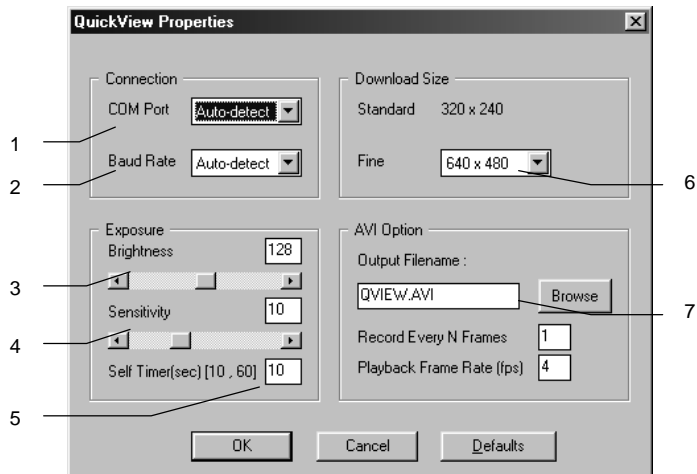 QuickView Properties
Connection
COM Port Auto-detect
Baud Rate Auto-detect
Download Size
Standard 320 x 240
Fine 640 x 480
Exposure
Brightness 128
Sensitivity 10
Self Timer(sec) [10 , 60] 10
AVI Option
Output Filename :
QVIEW.AVI Browse
Record Every N Frames 1
Playback Frame Rate (fps) 4
OK Cancel Defaults
1
2
3
4
5
6
7